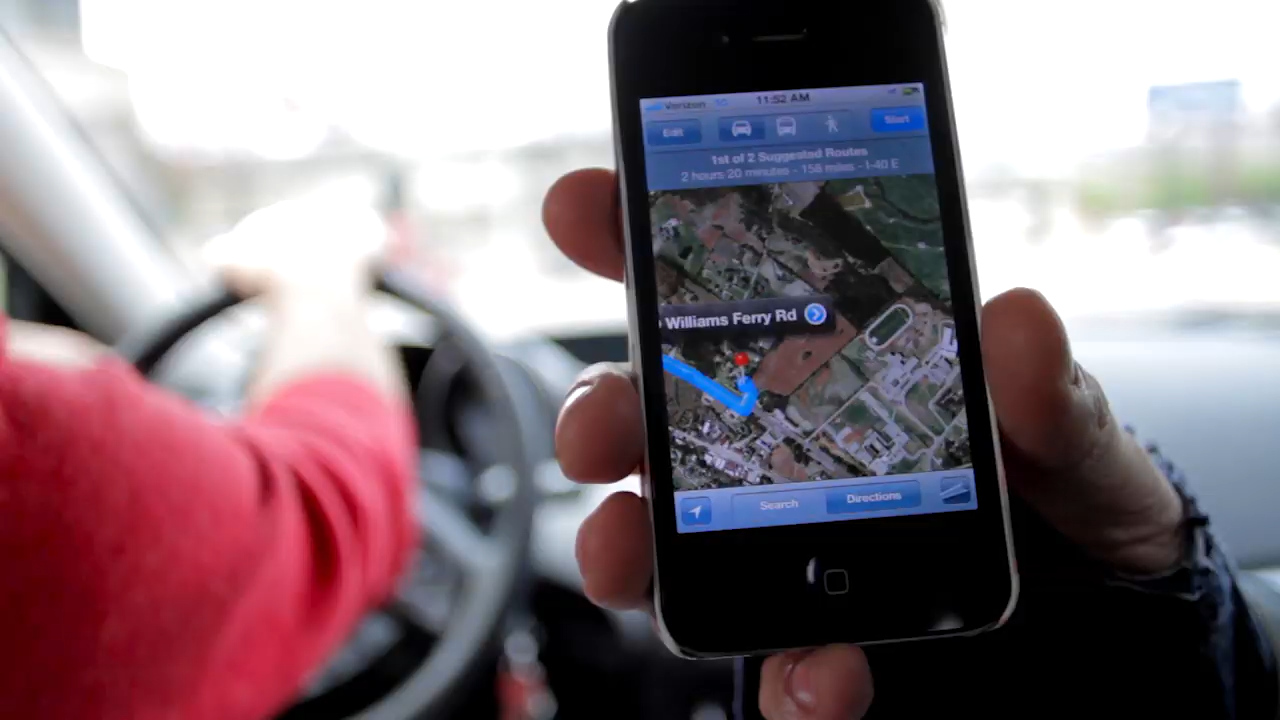 Verizon 3G 11:52 AM
Edit Start
1st of 2 Suggested Routes
2 hours 20 minutes - 158 miles - I-40 E
Williams Ferry Rd
Search Directions